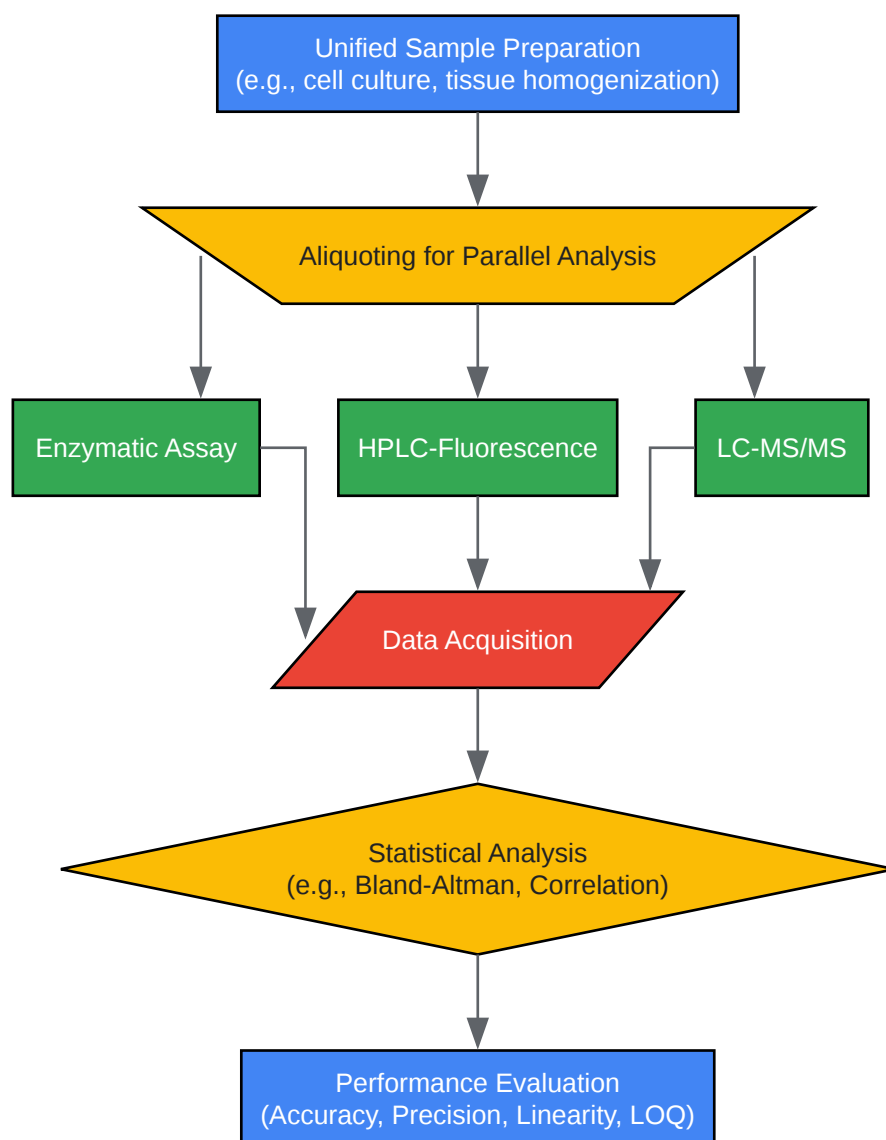 Unified Sample Preparation
(e.g., cell culture, tissue homogenization)
Aliquoting for Parallel Analysis
Enzymatic Assay
HPLC-Fluorescence
LC-MS/MS
Data Acquisition
Statistical Analysis
(e.g., Bland-Altman, Correlation)
Performance Evaluation
(Accuracy, Precision, Linearity, LOQ)